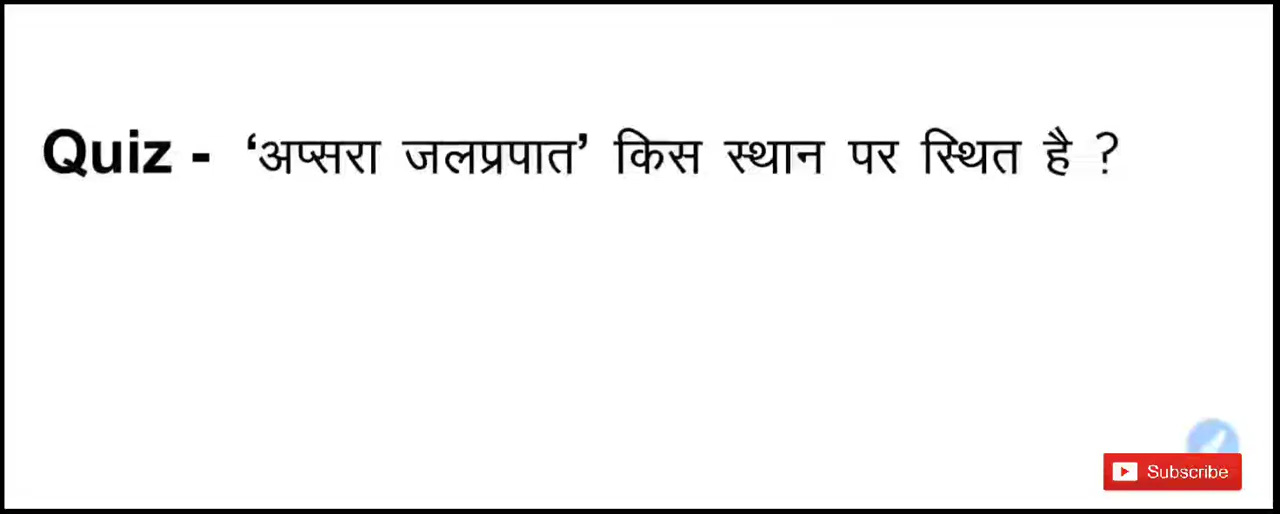 Quiz - ‘अप्सरा जलप्रपात’ किस स्थान पर स्थित है ?
Subscribe